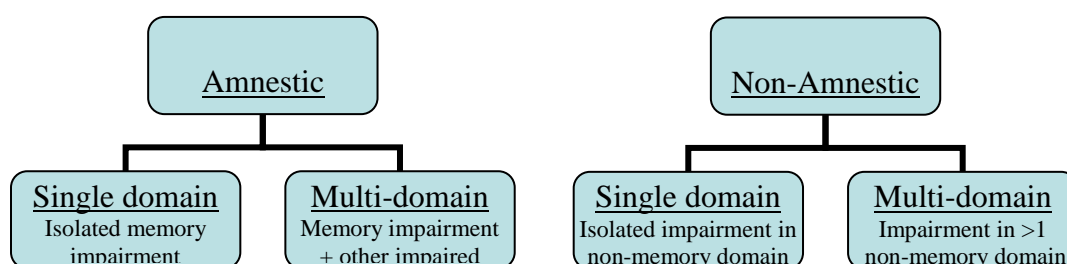 Amnestic
Non-Amnestic
Single domain
Isolated memory
impairment
Multi-domain
Memory impairment
+ other impaired
Single domain
Isolated impairment in
non-memory domain
Multi-domain
Impairment in >1
non-memory domain